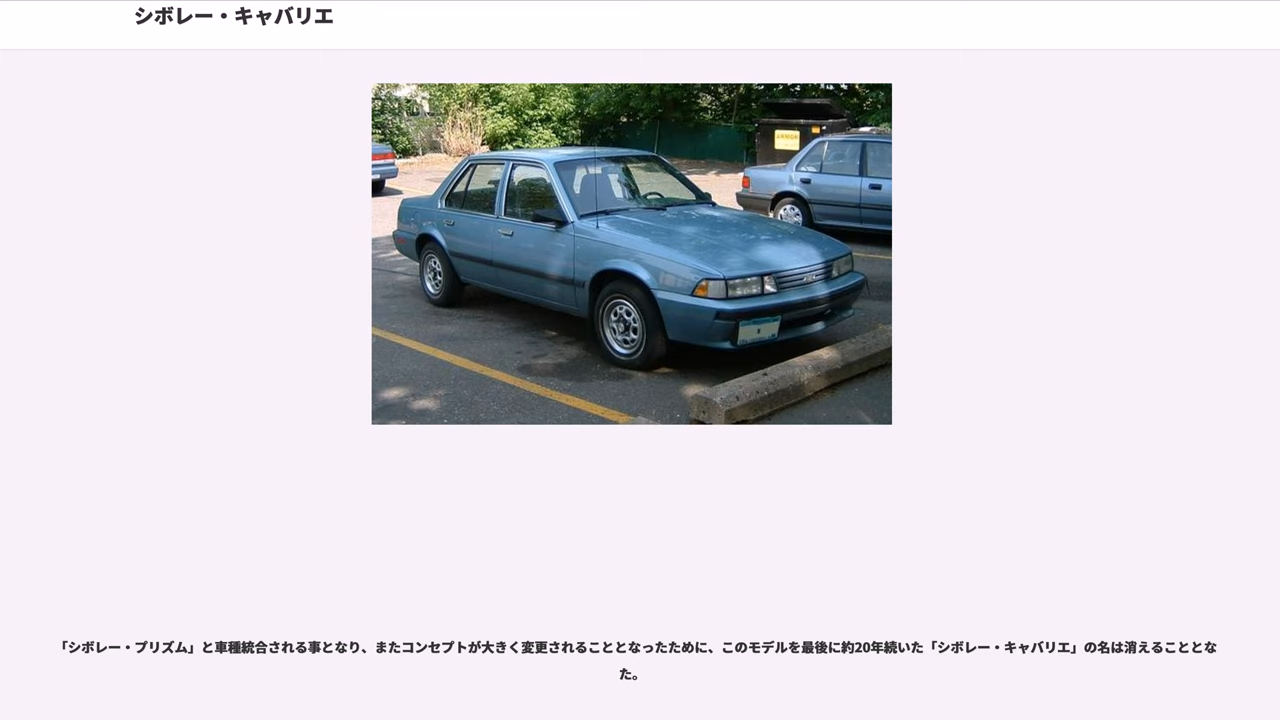 シボレー・キャバリエ
「シボレー・プリズム」と車種統合される事となり、またコンセプトが大きく変更されることとなったために、このモデルを最後に約20年続いた「シボレー・キャバリエ」の名は消えることとな
た。